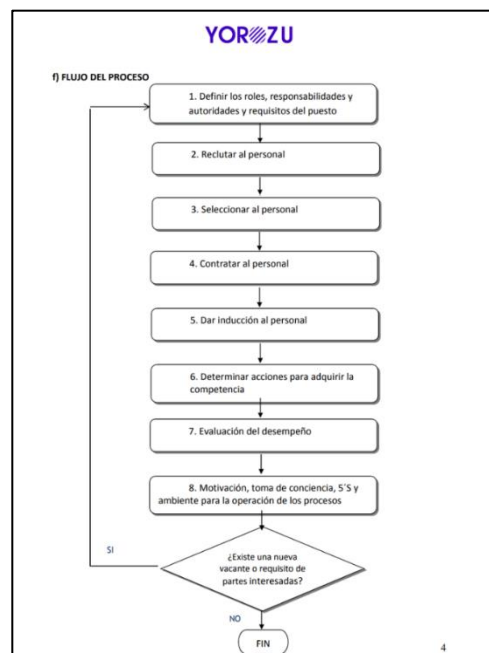 YOROZU
f) FLUJO DEL PROCESO
1. Definir los roles, responsabilidades y
autoridades y requisitos del puesto
2. Reclutar al personal
3. Seleccionar al personal
4. Contratar al personal
5. Dar inducción al personal
6. Determinar acciones para adquirir la
competencia
7. Evaluación del desempeño
8. Motivación, toma de conciencia, 5´S y
ambiente para la operación de los procesos
SI
¿Existe una nueva
vacante o requisito de
partes interesadas?
NO
FIN
4